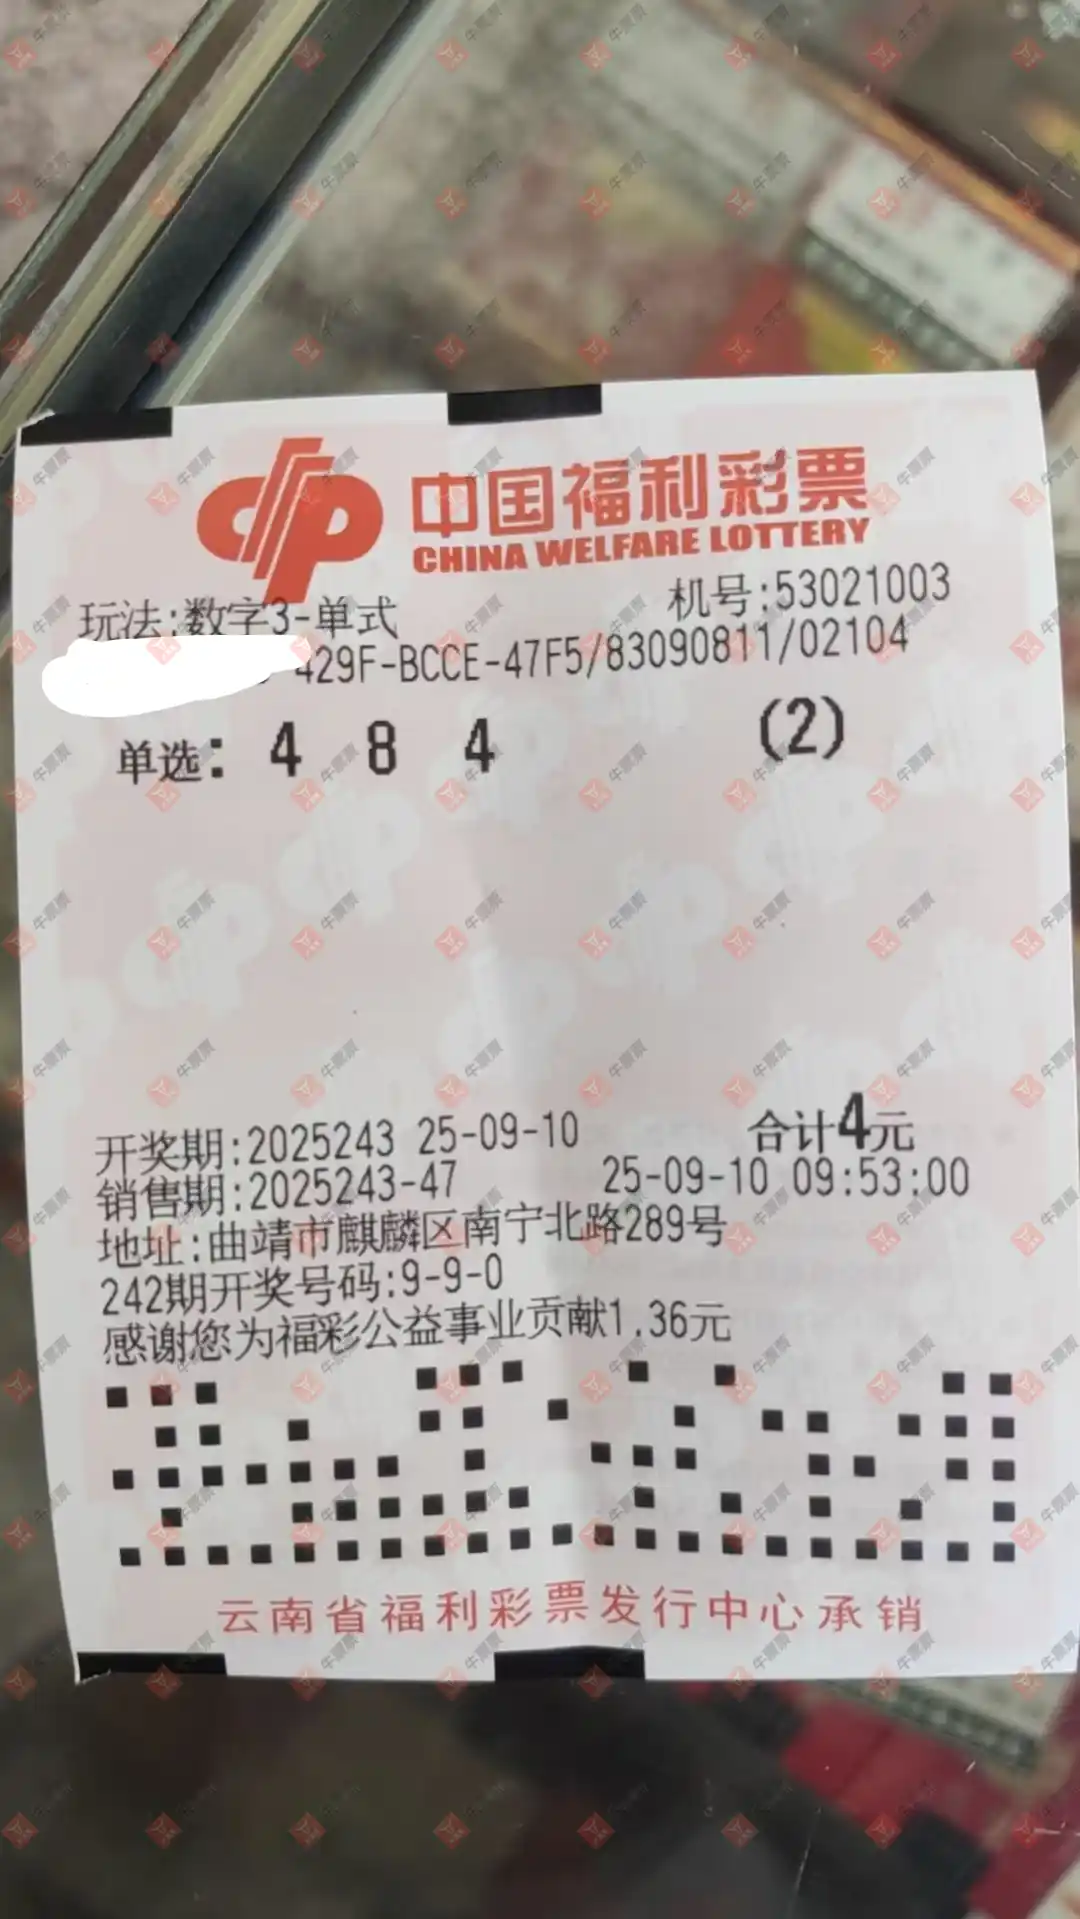 中国福利彩票
CHINA WELFARE LOTTERY
玩法:数字3-单式 机号:53021003
429F-BCCE-47F5/83090811/02104
单选: 4 8 4 (2)
开奖期:2025243 25-09-10 合计4元
销售期:2025243-47 25-09-10 09:53:00
地址:曲靖市麒麟区南宁北路289号
242期开奖号码:9-9-0
感谢您为福彩公益事业贡献1.36元
云南省福利彩票发行中心承销